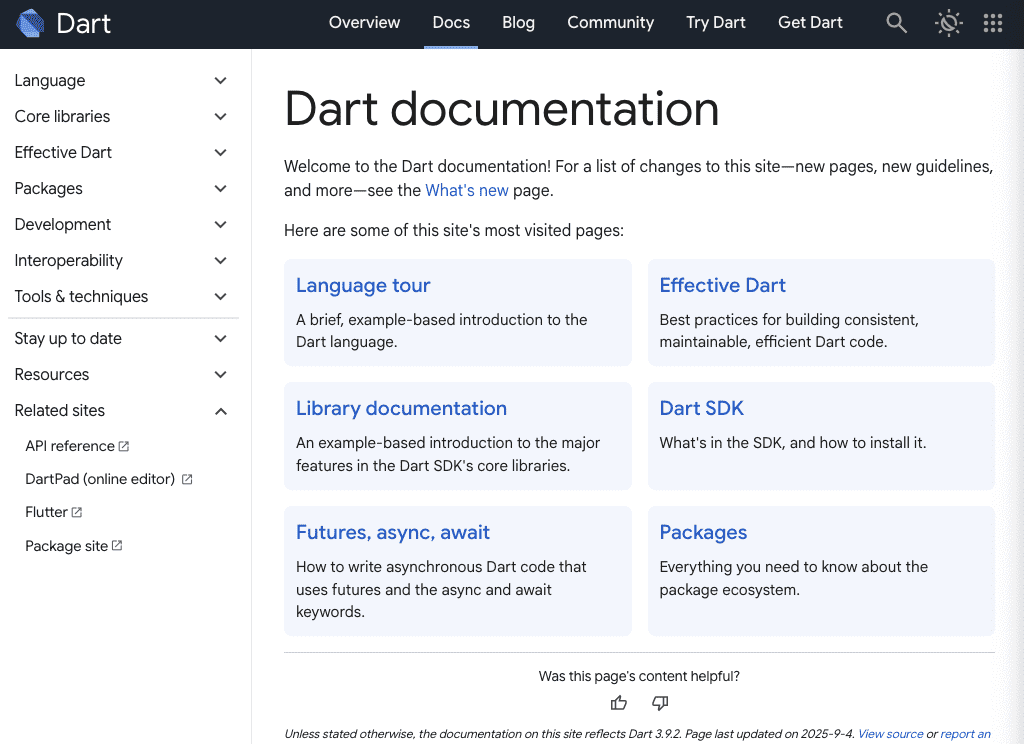 Dart
Overview
Docs
Blog
Community
Try Dart
Get Dart
Language
Core libraries
Effective Dart
Packages
Development
Interoperability
Tools & techniques
Stay up to date
Resources
Related sites
API reference
DartPad (online editor)
Flutter
Package site
Dart documentation
Welcome to the Dart documentation! For a list of changes to this site—new pages, new guidelines,
and more—see the What's new page.
Here are some of this site's most visited pages:
Language tour
A brief, example-based introduction to the
Dart language.
Effective Dart
Best practices for building consistent,
maintainable, efficient Dart code.
Library documentation
An example-based introduction to the major
features in the Dart SDK's core libraries.
Dart SDK
What's in the SDK, and how to install it.
Futures, async, await
How to write asynchronous Dart code that
uses futures and the async and await
keywords.
Packages
Everything you need to know about the
package ecosystem.
Was this page's content helpful?
Unless stated otherwise, the documentation on this site reflects Dart 3.9.2. Page last updated on 2025-9-4. View source or report an